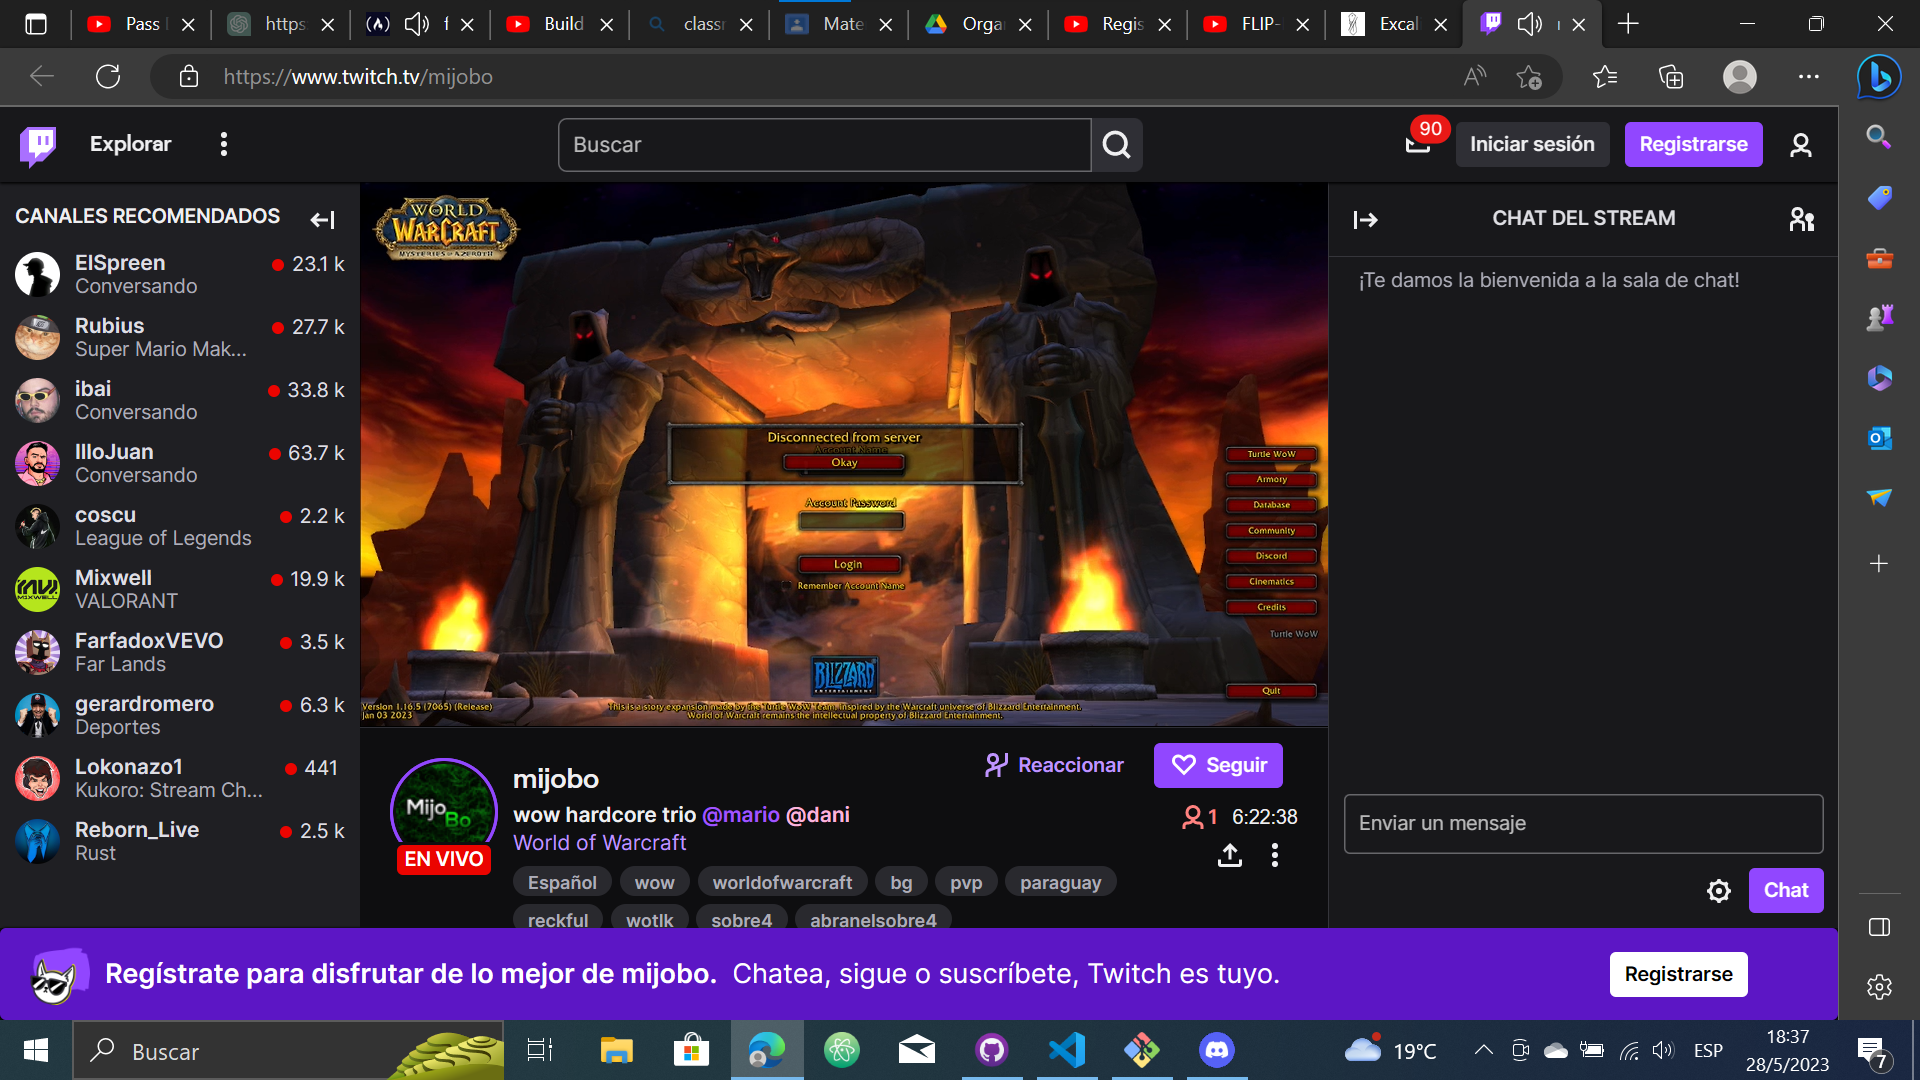 Pass
https
f
Build
classr
Mate
Organ
Regis
FLIP-
Excali
https://www.twitch.tv/mijobo
Explorar
Buscar
90
Iniciar sesión
Registrarse
CANALES RECOMENDADOS
ElSpreen
23.1 k
Conversando
Rubius
27.7 k
Super Mario Mak...
ibai
33.8 k
Conversando
IlloJuan
63.7 k
Conversando
coscu
2.2 k
League of Legends
Mixwell
19.9 k
VALORANT
FarfadoxVEVO
3.5 k
Far Lands
gerardromero
6.3 k
Deportes
Lokonazo1
441
Kukoro: Stream Ch...
Reborn_Live
2.5 k
Rust
WORLD
WARCRAFT
MYSTERIES OF AZEROTH
Disconnected from server
Account Name
Okay
Account Password
Login
Remember Account Name
Turtle WoW
Armory
Database
Community
Discord
Cinematics
Credits
Turtle WoW
Quit
BLIZZARD
ENTERTAINMENT
Version 1.16.5 (7065) (Release)
Jan 03 2023
This is a story expansion made by the Turtle WoW Team, inspired by the Warcraft universe of Blizzard Entertainment.
World of Warcraft remains the intellectual property of Blizzard Entertainment.
CHAT DEL STREAM
¡Te damos la bienvenida a la sala de chat!
Enviar un mensaje
Chat
Mijo
Bo
EN VIVO
mijobo
wow hardcore trio @mario @dani
World of Warcraft
Español
wow
worldofwarcraft
bg
pvp
paraguay
reckful
wotlk
sobre4
abranelsobre4
Reaccionar
Seguir
1
6:22:38
Regístrate para disfrutar de lo mejor de mijobo. Chatea, sigue o suscríbete, Twitch es tuyo.
Registrarse
Buscar
19°C
ESP
18:37
28/5/2023
7